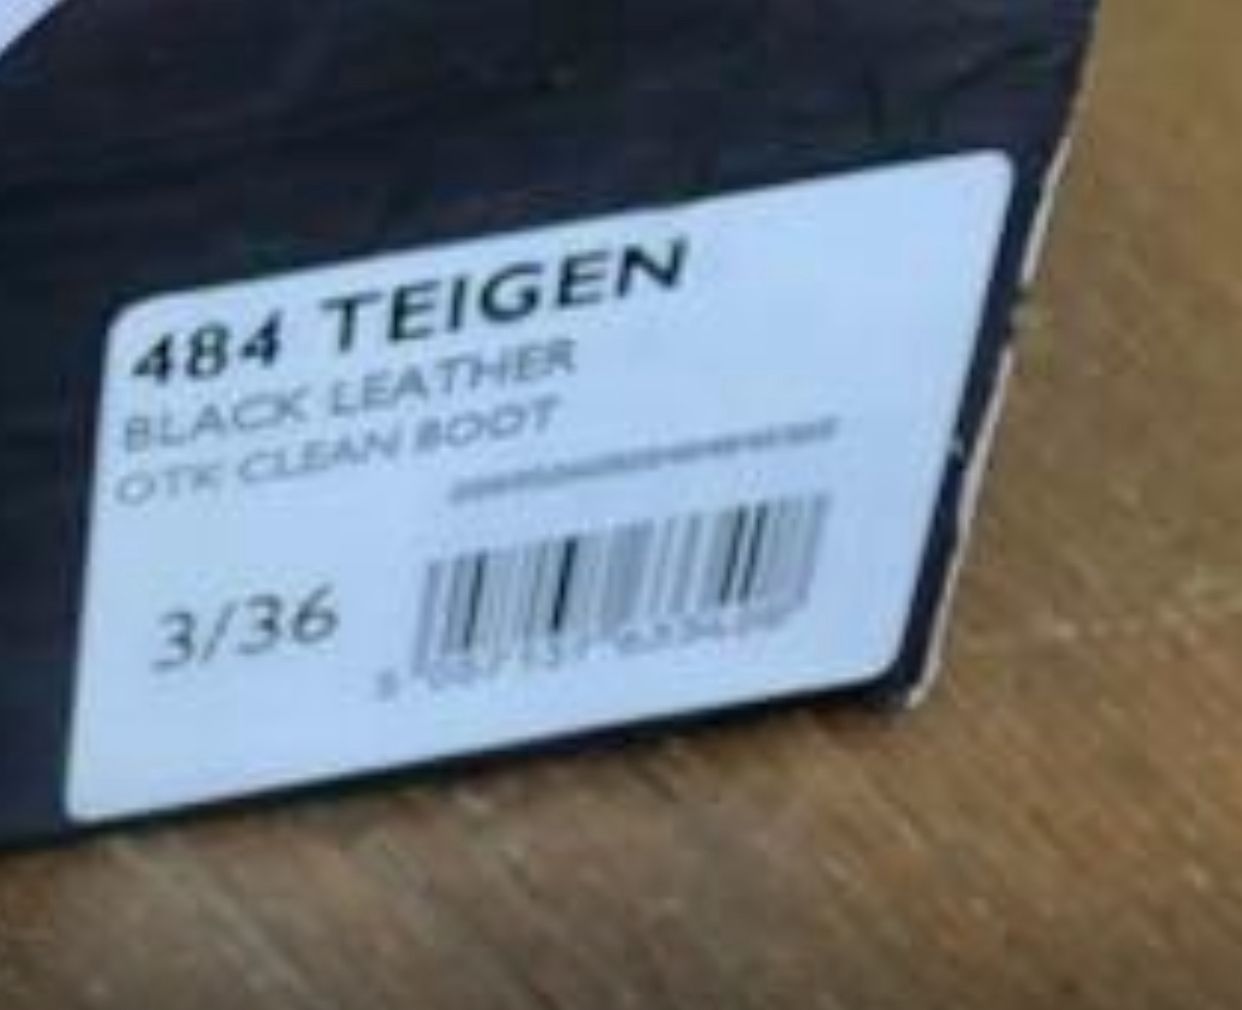 484 TEIGEN
BLACK LEATHER
OTK CLEAN BOOT
3/36